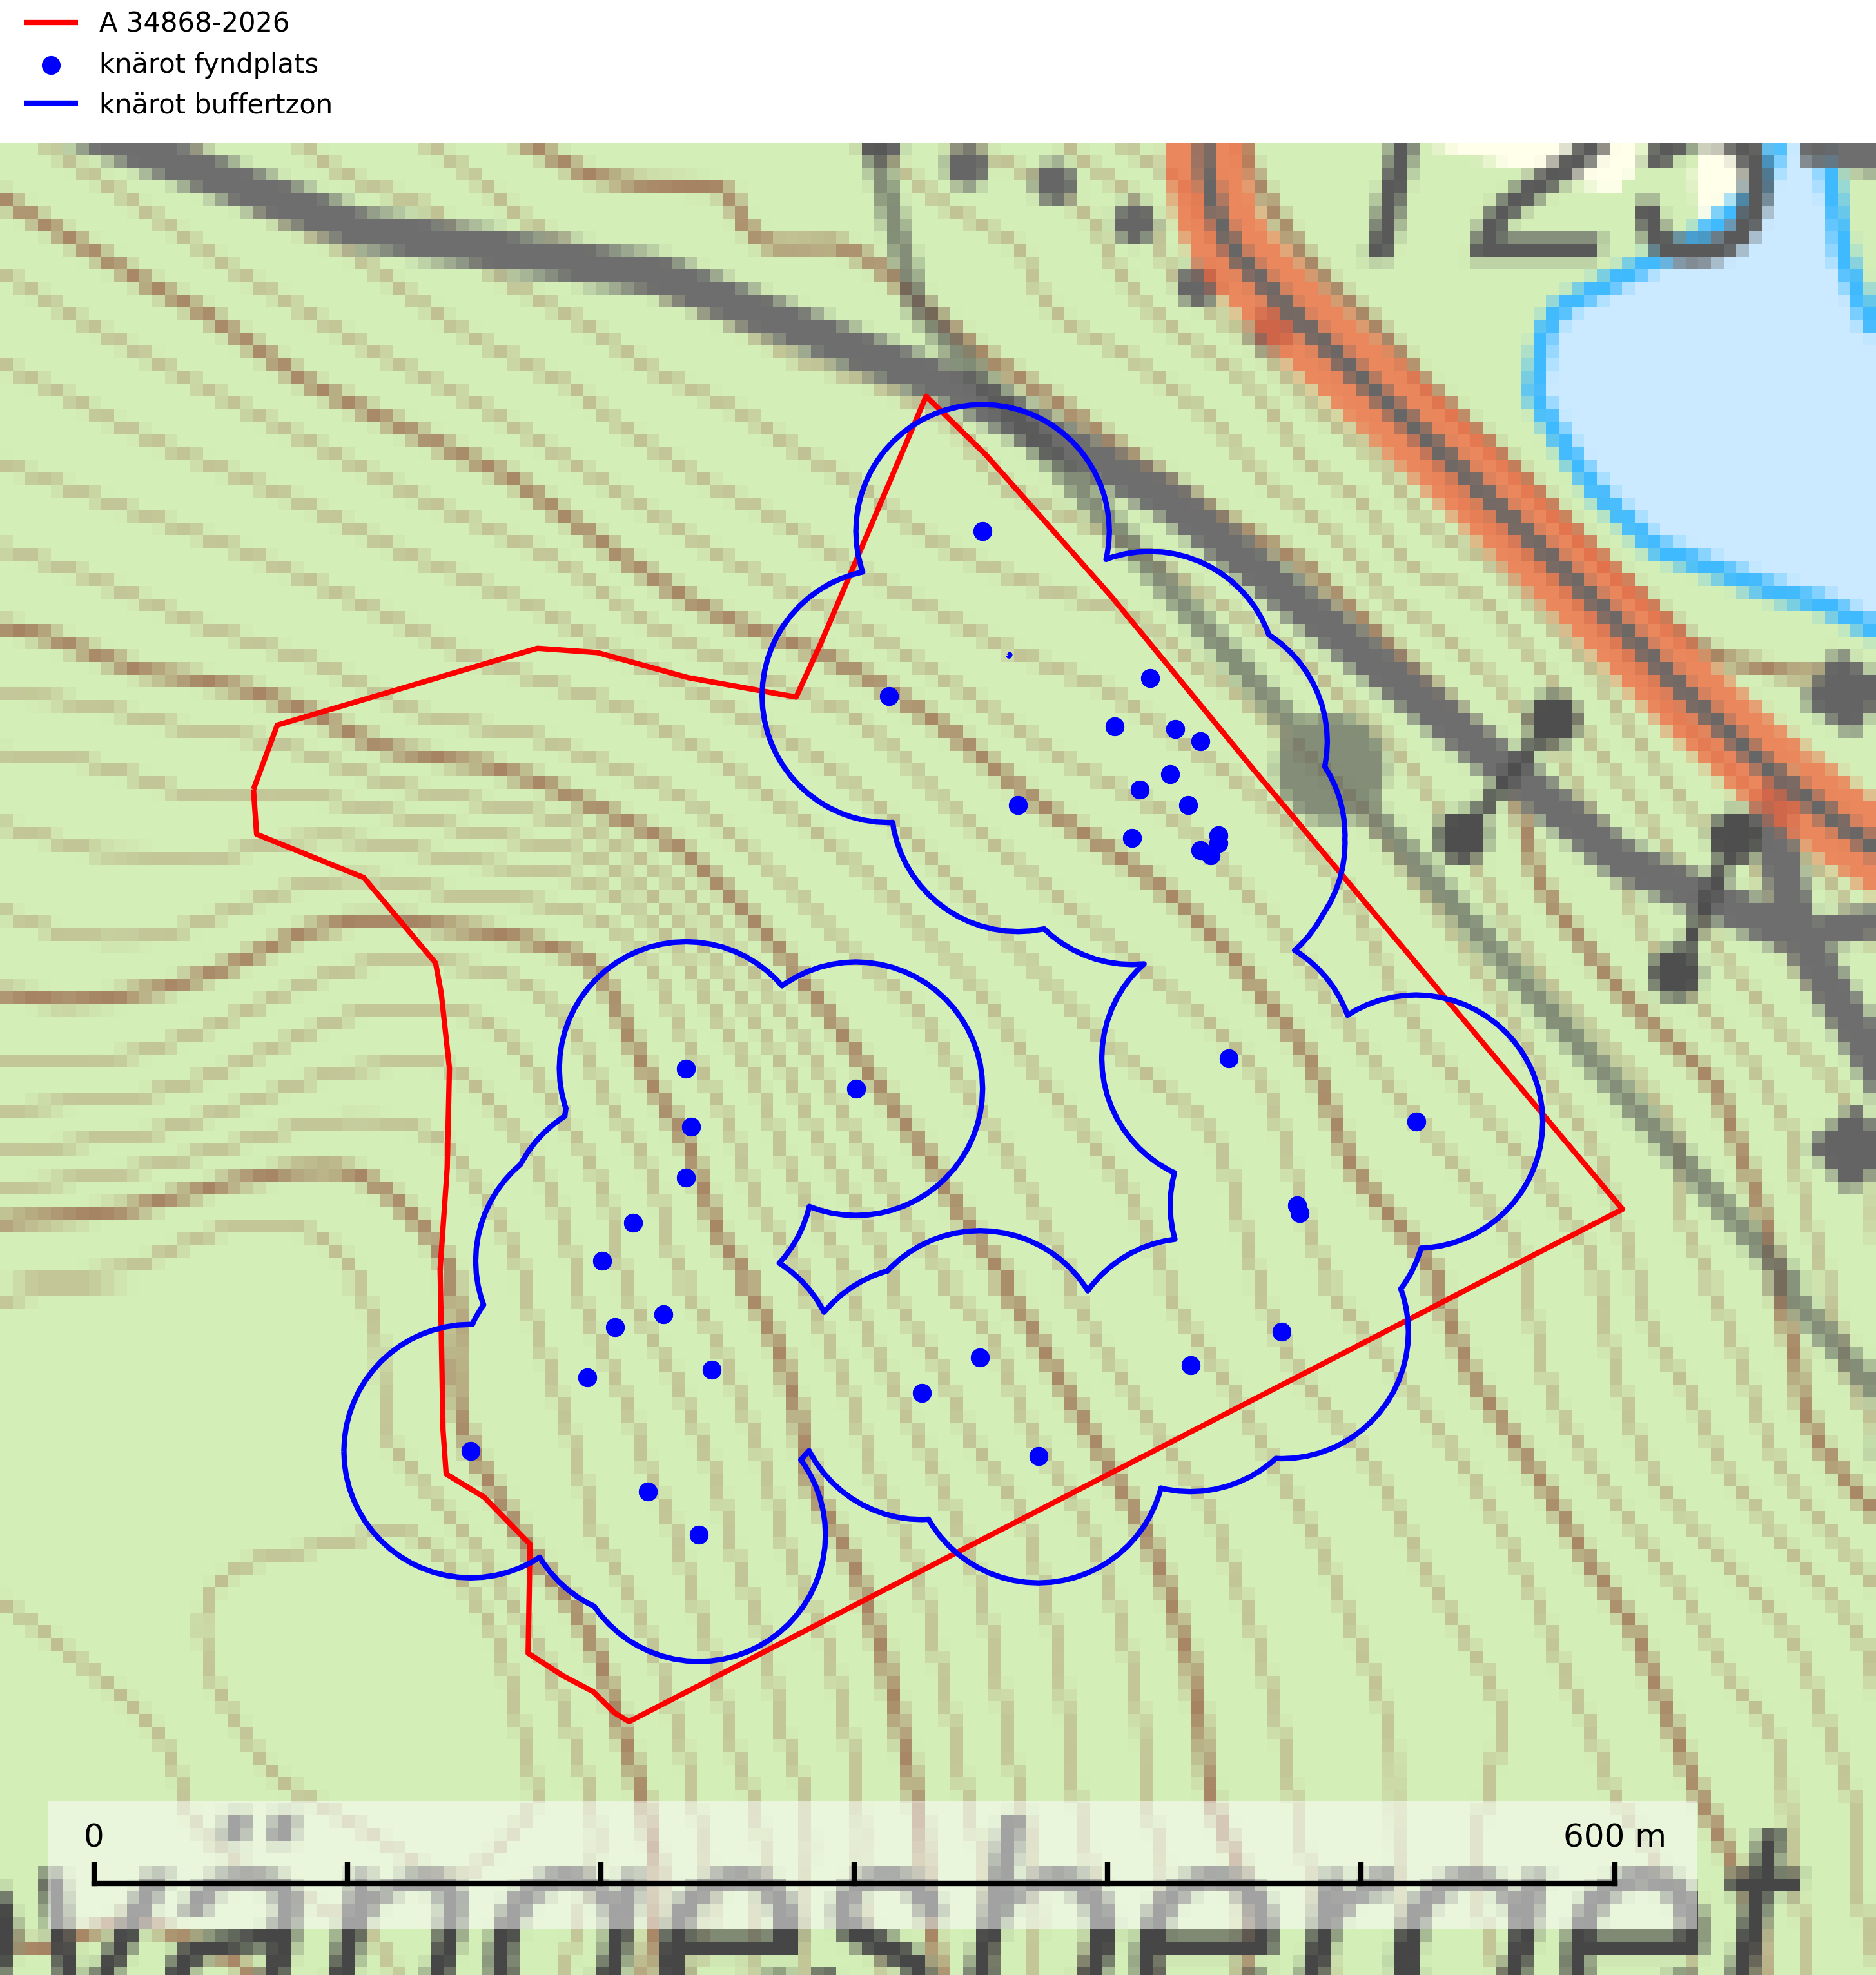 A 34868-2026
knärot fyndplats
knärot buffertzon
0
600 m